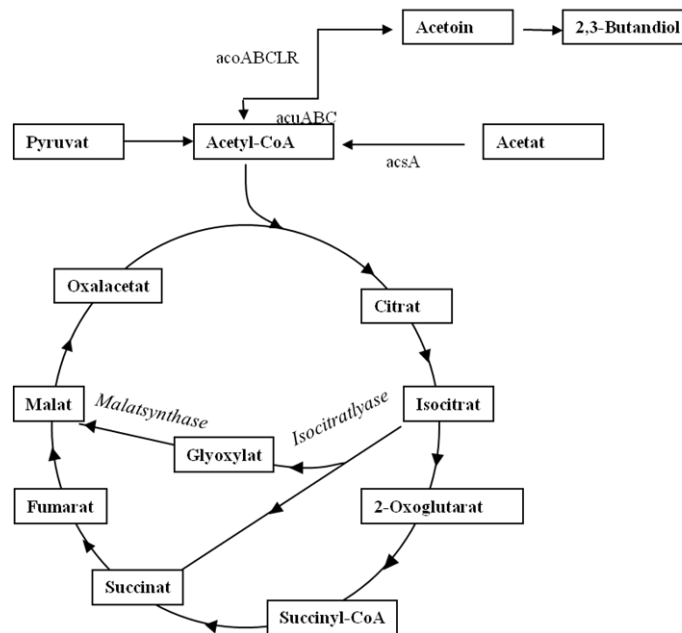 Acetoin
2,3-Butandiol
acoABCLR
acuABC
Pyruvat
Acetyl-CoA
Acetat
acsA
Oxalacetat
Citrat
Malat
Malatsynthase
Isocitratlyase
Isocitrat
Glyoxylat
Fumarat
2-Oxoglutarat
Succinat
Succinyl-CoA